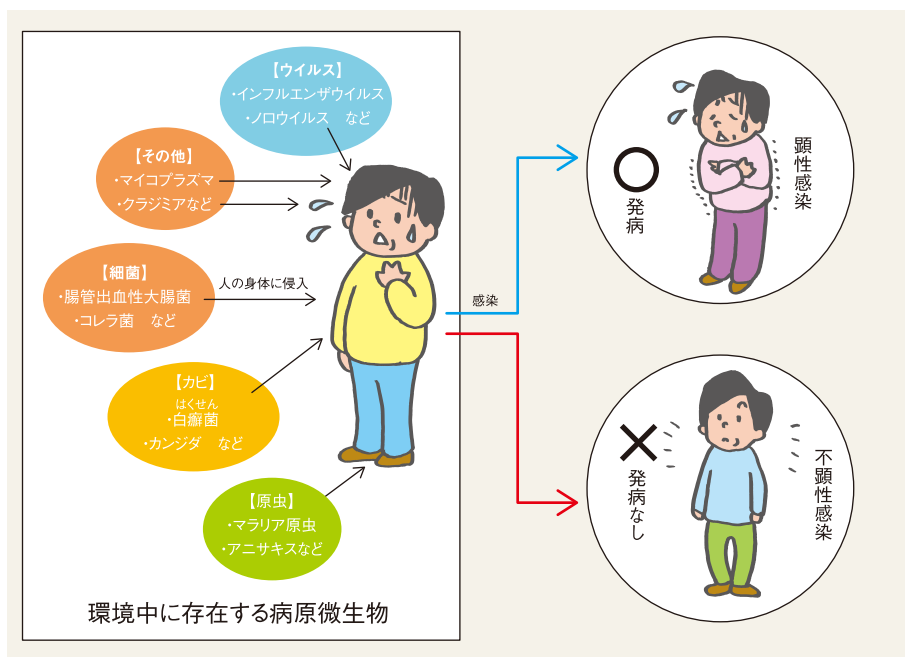 【ウイルス】
・インフルエンザウイルス
・ノロウイルス　など
【その他】
・マイコプラズマ
・クラジミアなど
【細菌】
・腸管出血性大腸菌
・コレラ菌　など
人の身体に侵入
【カビ】
はくせん
・白癬菌
・カンジダ　など
【原虫】
・マラリア原虫
・アニサキスなど
環境中に存在する病原微生物
感染
顕性感染
発病
不顕性感染
発病なし